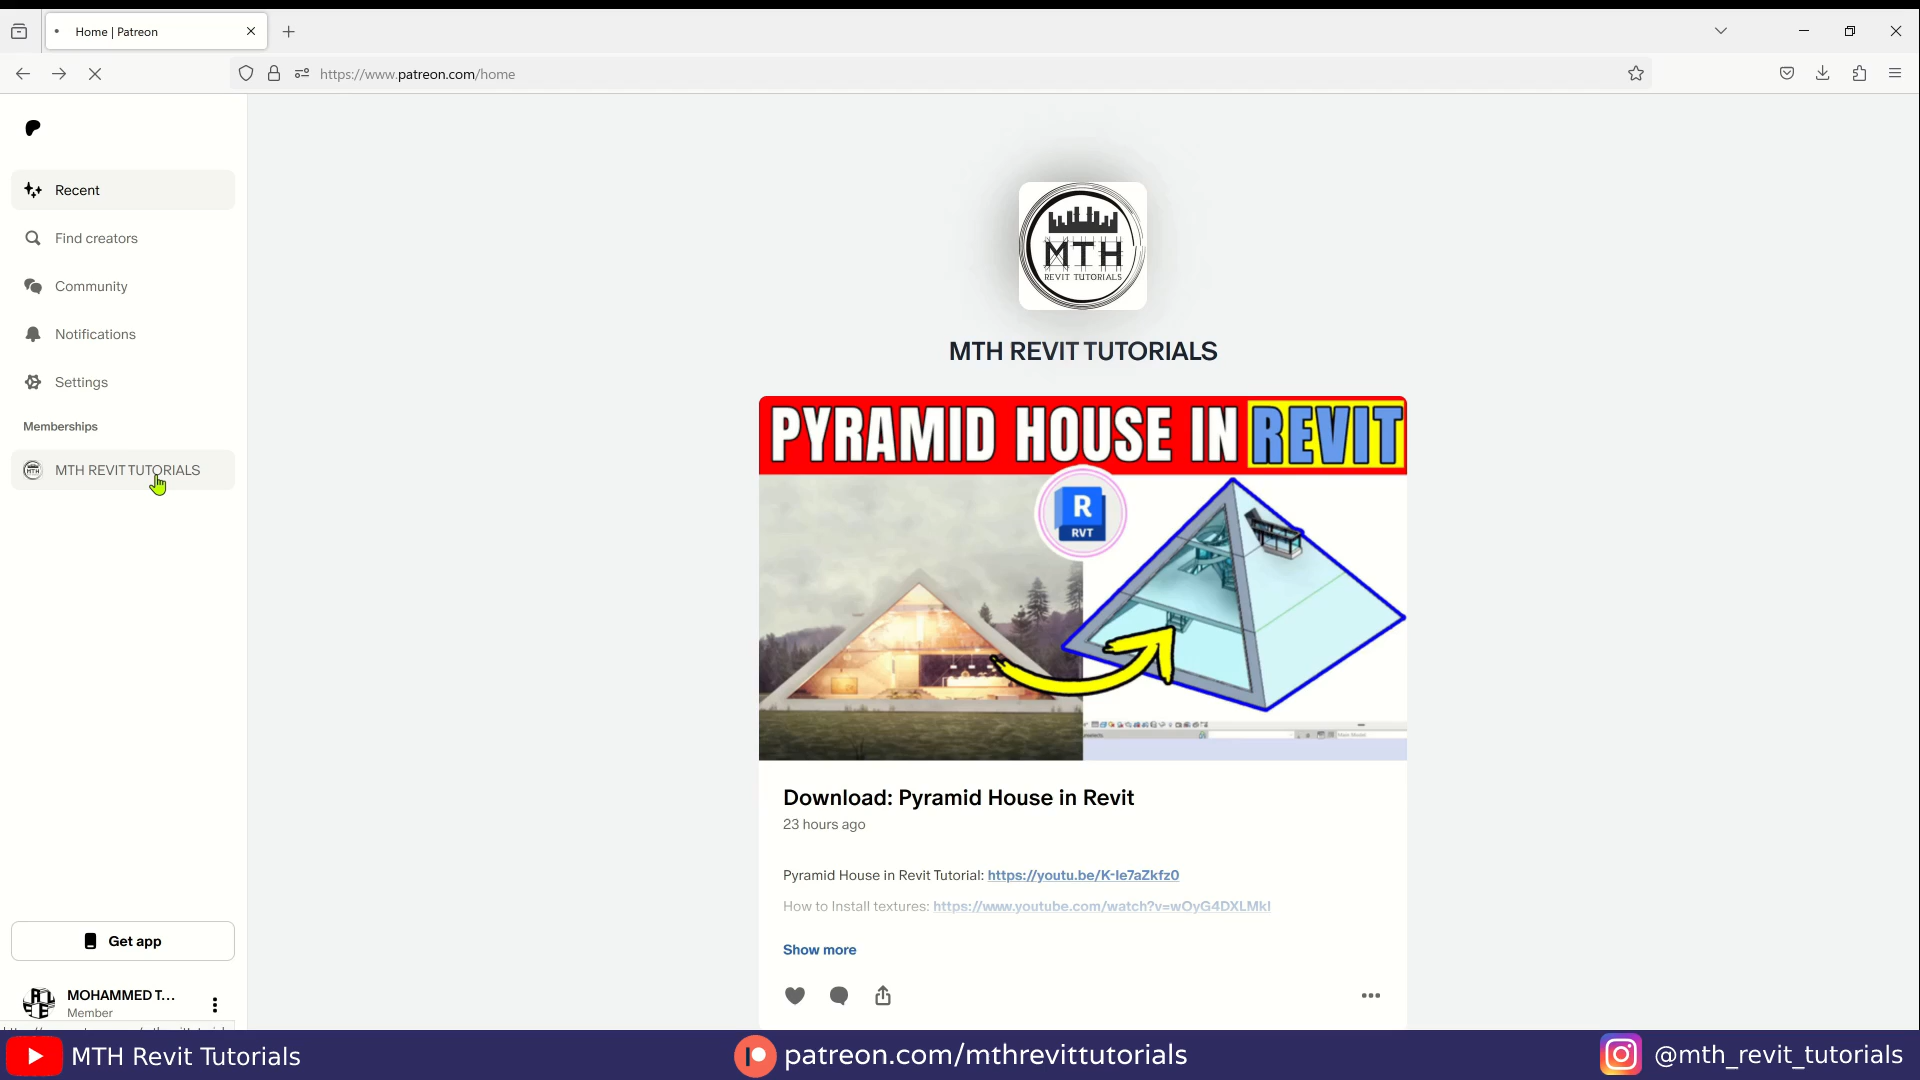 Home | Patreon
https://www.patreon.com/home
Recent
Find creators
Community
Notifications
Settings
Memberships
MTH REVIT TUTORIALS
Get app
MOHAMMED T...
Member
MTH
REVIT TUTORIALS
MTH REVIT TUTORIALS
PYRAMID HOUSE IN REVIT
R
RVT
Download: Pyramid House in Revit
23 hours ago
Pyramid House in Revit Tutorial: https://youtu.be/K-Ie7aZkfz0
How to Install textures: https://www.youtube.com/watch?v=wOyG4DXLMkI
Show more
MTH Revit Tutorials
patreon.com/mthrevittutorials
@mth_revit_tutorials